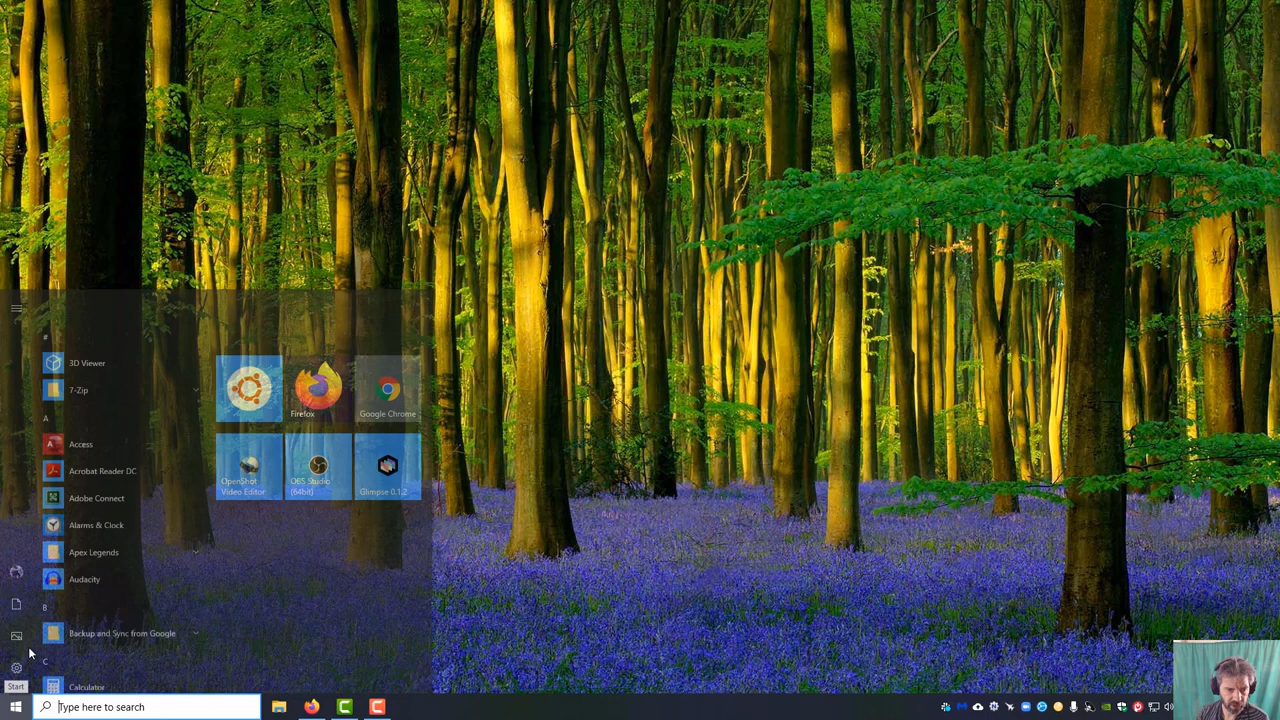 #
3D Viewer
7-Zip
A
Access
Acrobat Reader DC
Adobe Connect
Alarms & Clock
Apex Legends
Audacity
B
Backup and Sync from Google
C
Calculator
Firefox
Google Chrome
OpenShot
Video Editor
OBS Studio
(64bit)
Glimpse 0.1.2
Start
Type here to search